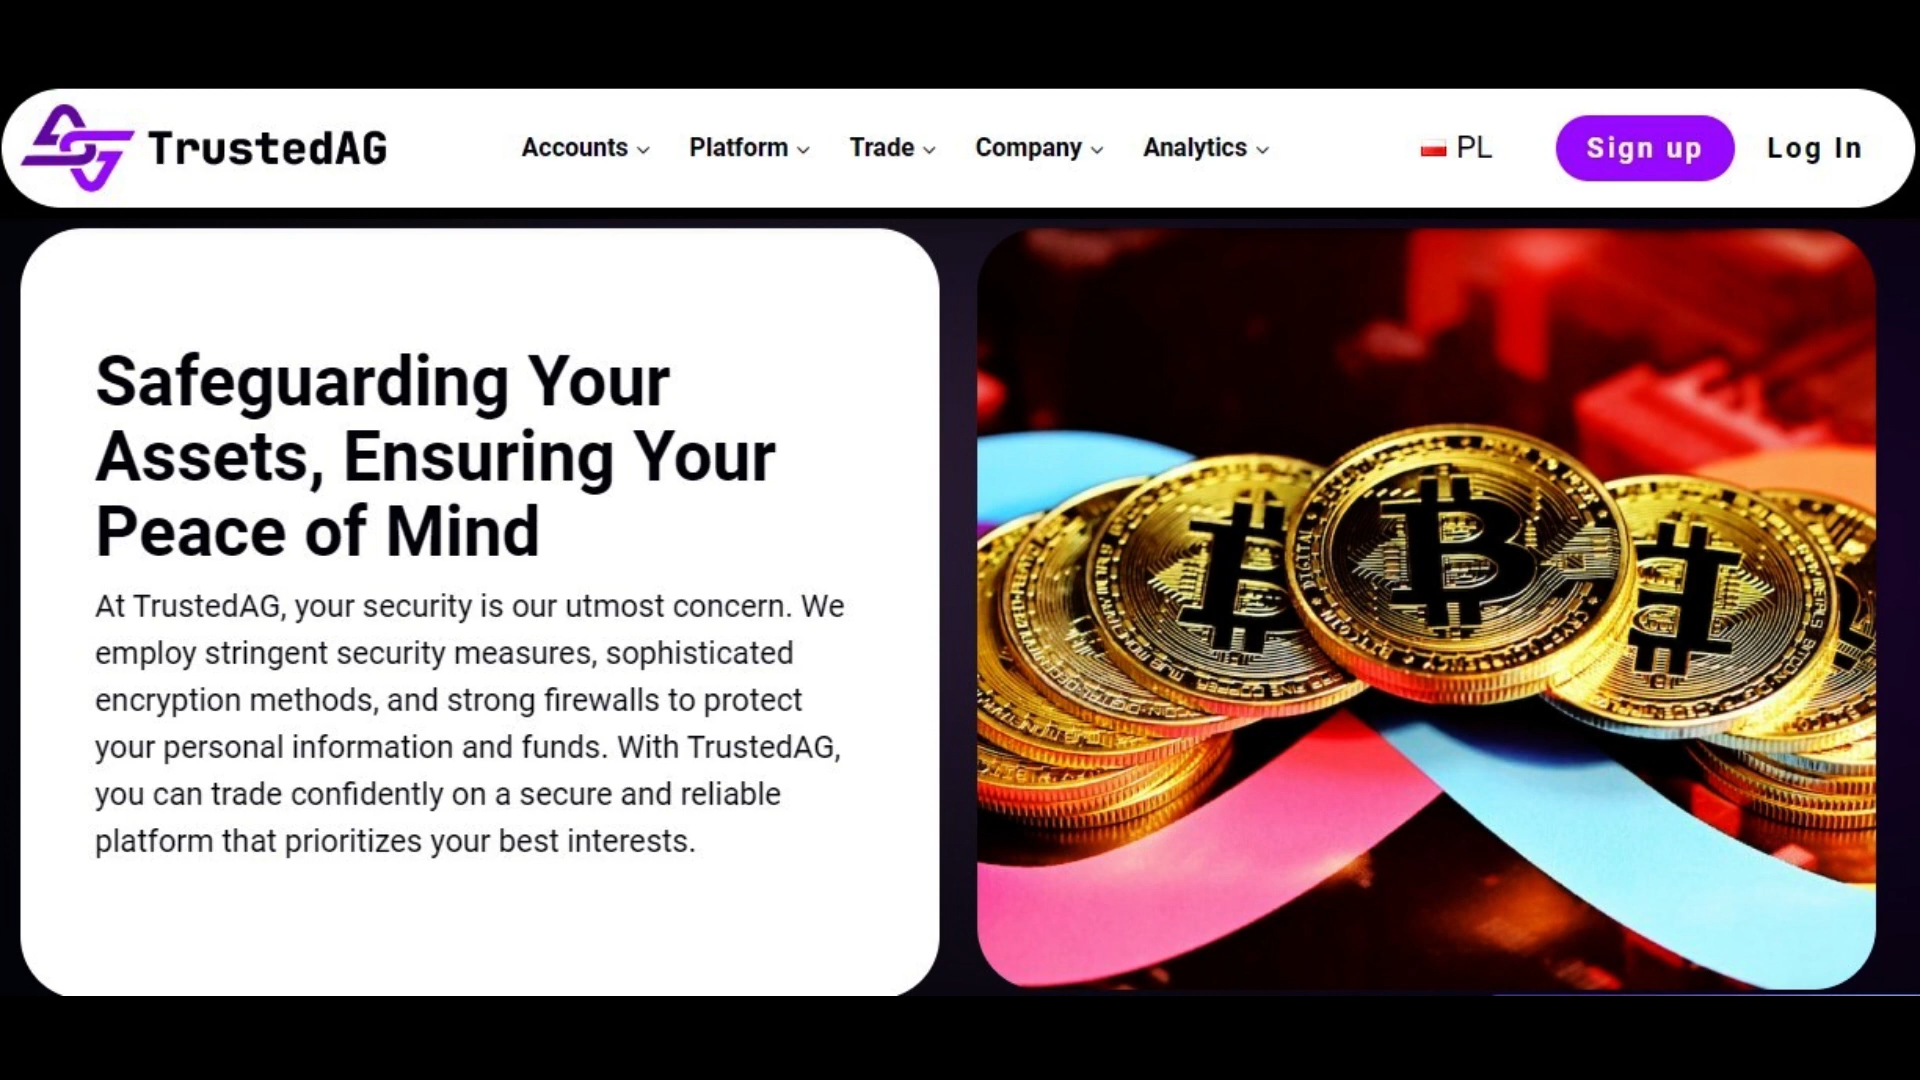 TrustedAG
Accounts
Platform
Trade
Company
Analytics
PL
Sign up
Log In
Safeguarding Your
Assets, Ensuring Your
Peace of Mind
At TrustedAG, your security is our utmost concern. We
employ stringent security measures, sophisticated
encryption methods, and strong firewalls to protect
your personal information and funds. With TrustedAG,
you can trade confidently on a secure and reliable
platform that prioritizes your best interests.